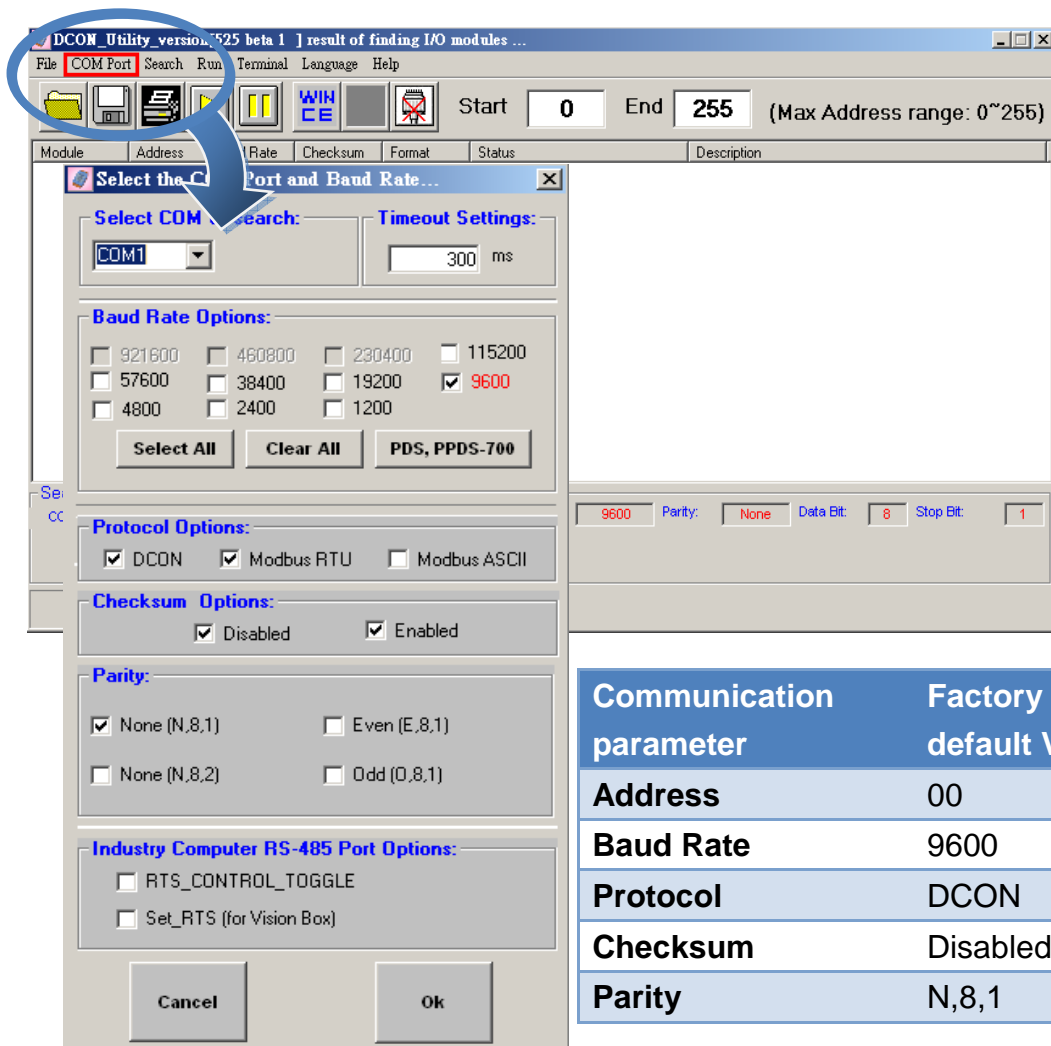 DCON_Utility_version[525 beta 1 ] result of finding I/O modules ...
File COM Port Search Run Terminal Language Help
WIN CE Start 0 End 255 (Max Address range: 0~255)
Module Address Rate Checksum Format Status Description
Select the Port and Baud Rate...
Select COM Search: Timeout Settings:
COM1 300 ms
Baud Rate Options:
921600 460800 230400 115200
57600 38400 19200 9600
4800 2400 1200
Select All Clear All PDS, PPDS-700
9600 Parity: None Data Bit: 8 Stop Bit: 1
Protocol Options:
DCON Modbus RTU Modbus ASCII
Checksum Options:
Disabled Enabled
Parity:
None (N,8,1) Even (E,8,1)
None (N,8,2) Odd (O,8,1)
Industry Computer RS-485 Port Options:
RTS_CONTROL_TOGGLE
Set_RTS (for Vision Box)
Cancel Ok
Communication parameter Factory default V
Address 00
Baud Rate 9600
Protocol DCON
Checksum Disabled
Parity N,8,1